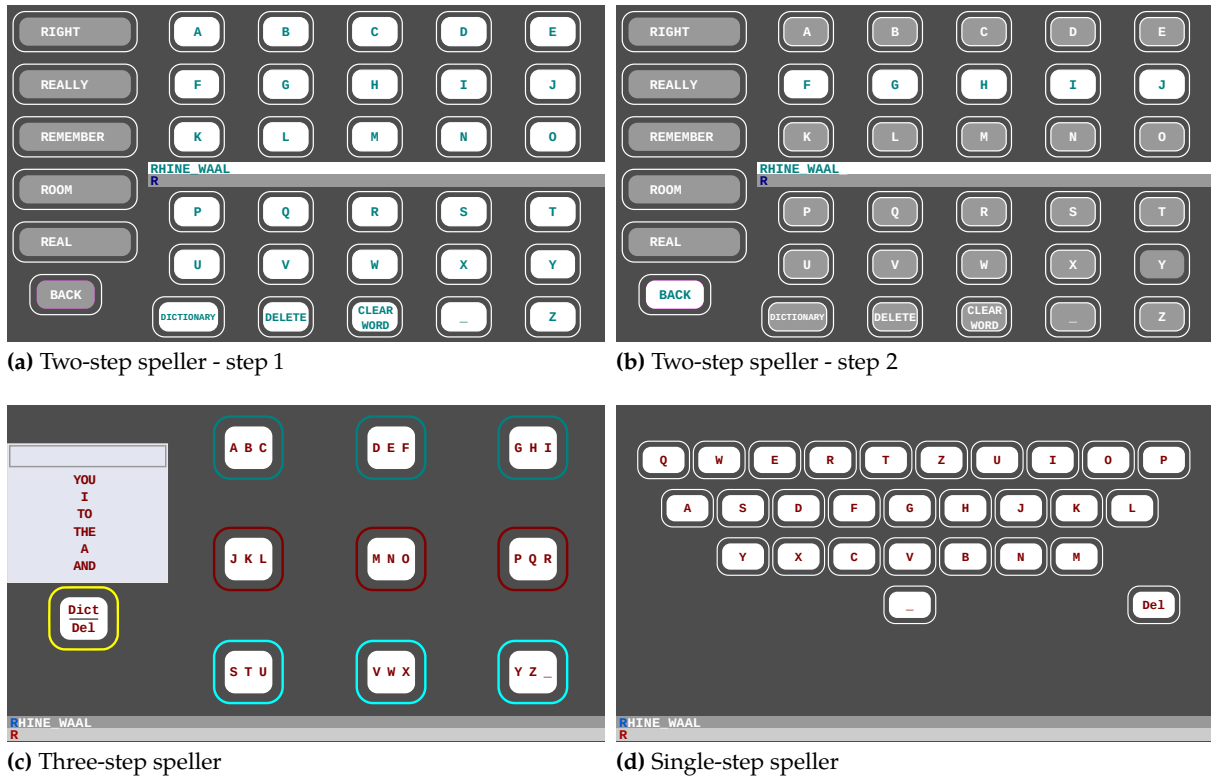 RIGHT A B C D E
REALLY F G H I J
REMEMBER K L M N O
RHINE_WAAL
R
ROOM P Q R S T
REAL U V W X Y
BACK DICTIONARY DELETE CLEAR WORD _ Z
(a) Two-step speller - step 1
RIGHT A B C D E
REALLY F G H I J
REMEMBER K L M N O
RHINE_WAAL
R
ROOM P Q R S T
REAL U V W X Y
BACK DICTIONARY DELETE CLEAR WORD _ Z
(b) Two-step speller - step 2
A B C D E F G H I
YOU
I
TO
THE
A
AND
J K L M N O P Q R
Dict
Del
S T U V W X Y Z _
RHINE_WAAL
R
(c) Three-step speller
Q W E R T Z U I O P
A S D F G H J K L
Y X C V B N M
_ Del
RHINE_WAAL
R
(d) Single-step speller